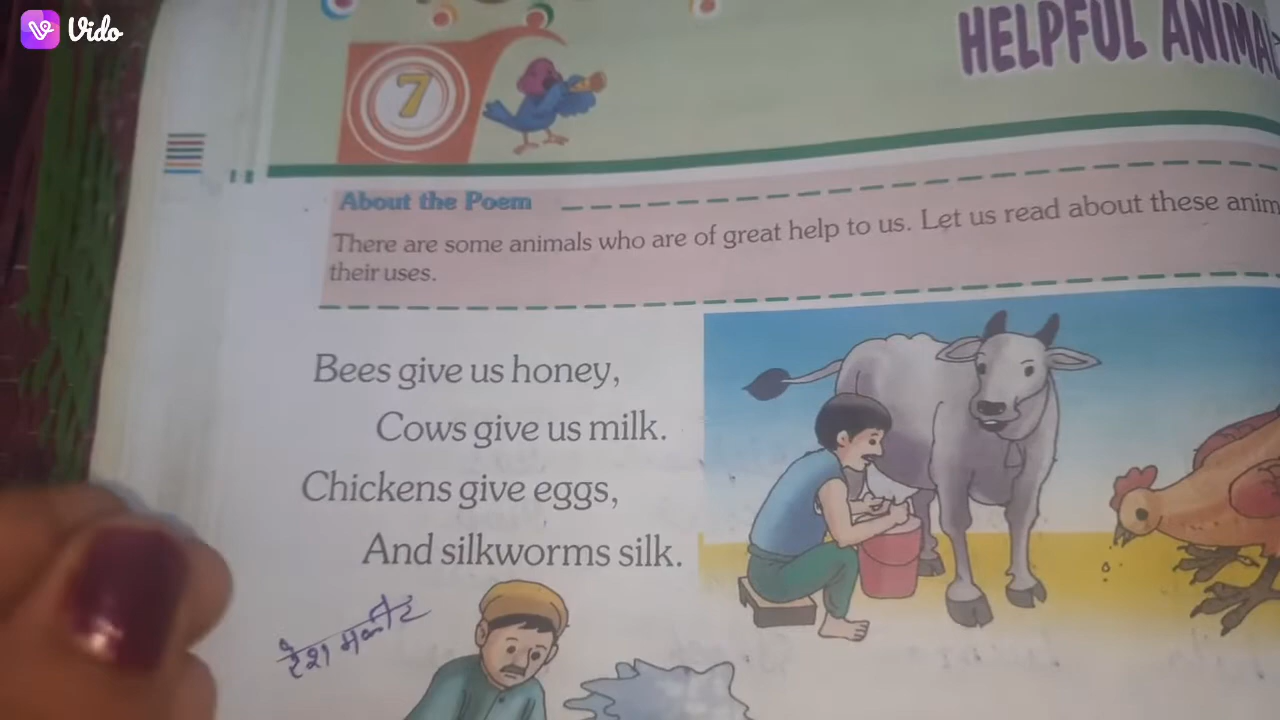 Vido
HELPFUL ANIMA
7
About the Poem
There are some animals who are of great help to us. Let us read about these anim
their uses.
Bees give us honey,
Cows give us milk.
Chickens give eggs,
And silkworms silk.